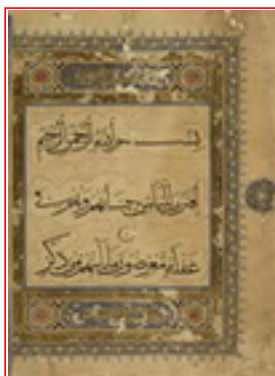 بسم الله الرحمن الرحيم
اقترب للناس حسابهم وهم في
غفلة معرضون ما يأتيهم من ذكر